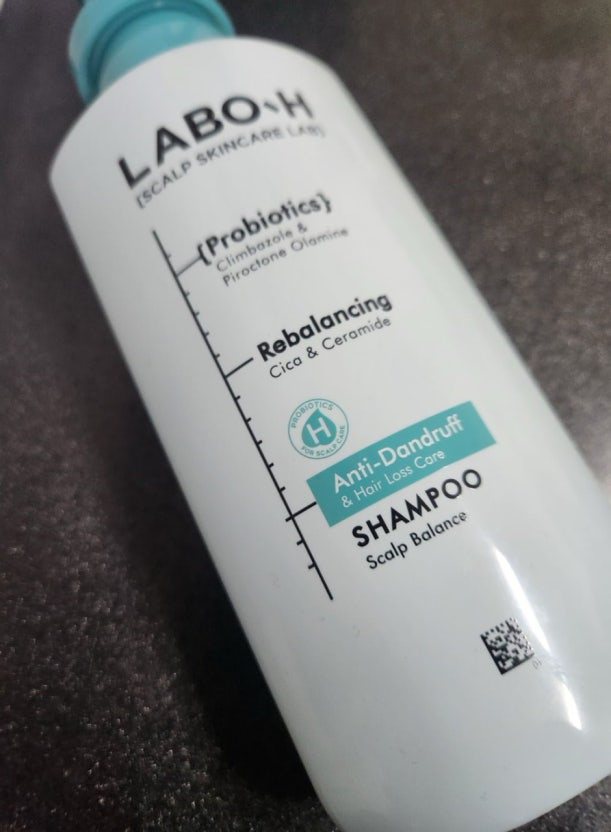 LABO\H
[SCALP SKINCARE LAB]
{Probiotics}
Climbazole &
Piroctone Olamine
Rebalancing
Cica & Ceramide
PROBIOTICS
H
FOR SCALP CARE
Anti-Dandruff
& Hair Loss Care
SHAMPOO
Scalp Balance